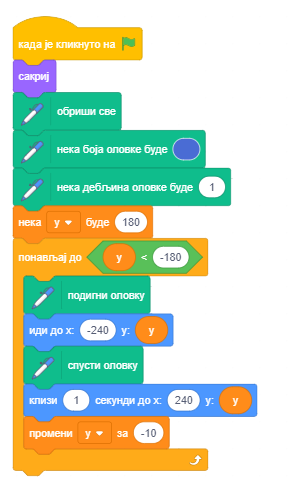 када је кликнуто на
сакриј
обриши све
нека боја оловке буде
нека дебљина оловке буде 1
нека y буде 180
понављај до y < -180
подигни оловку
иди до x: -240 y: y
спусти оловку
клизи 1 секунди до x: 240 y: y
промени y за -10